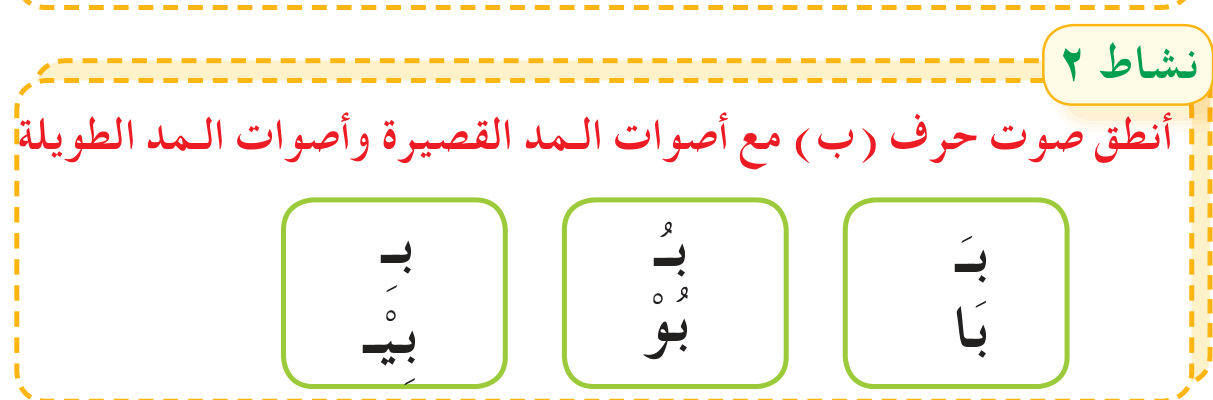 نشاط ٢
أنطق صوت حرف (ب) مع أصوات المد القصيرة وأصوات المد الطويلة
بَـ
بَا
بُـ
بُوْ
بِـ
بِيْـ